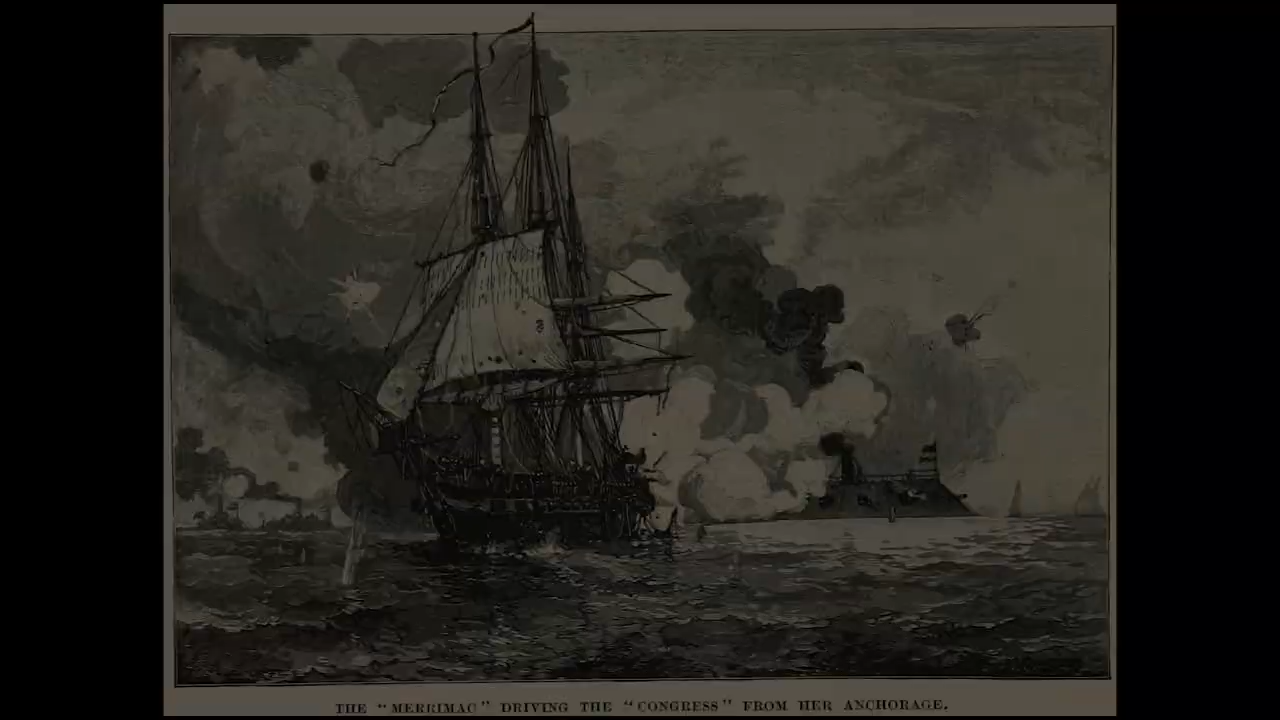 THE "MERRIMAC" DRIVING THE "CONGRESS" FROM HER ANCHORAGE.